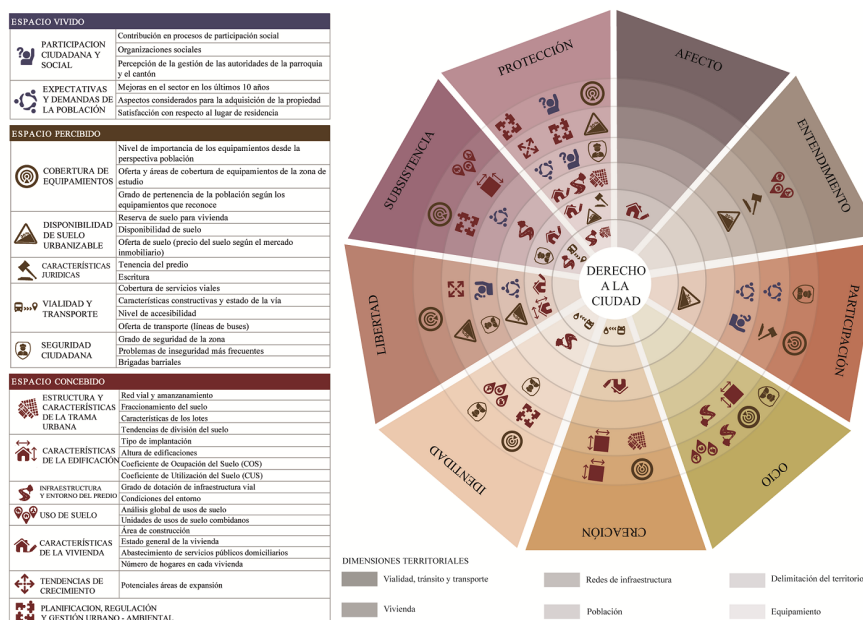 ESPACIO VIVIDO
PARTICIPACION
CIUDADANA Y
SOCIAL
Contribución en procesos de participación social
Organizaciones sociales
Percepción de la gestión de las autoridades de la parroquia
y el cantón
EXPECTATIVAS
Y DEMANDAS DE
LA POBLACIÓN
Mejoras en el sector en los últimos 10 años
Aspectos considerados para la adquisición de la propiedad
Satisfacción con respecto al lugar de residencia
ESPACIO PERCIBIDO
COBERTURA DE
EQUIPAMIENTOS
Nivel de importancia de los equipamientos desde la
perspectiva población
Oferta y áreas de cobertura de equipamientos de la zona de
estudio
Grado de pertenencia de la población según los
equipamientos que reconoce
DISPONIBILIDAD
DE SUELO
URBANIZABLE
Reserva de suelo para vivienda
Disponibilidad de suelo
Oferta de suelo (precio del suelo según el mercado
inmobiliario)
CARACTERÍSTICAS
JURIDICAS
Tenencia del predio
Escritura
VIALIDAD Y
TRANSPORTE
Cobertura de servicios viales
Características constructivas y estado de la vía
Nivel de accesibilidad
Oferta de transporte (líneas de buses)
SEGURIDAD
CIUDADANA
Grado de seguridad de la zona
Problemas de inseguridad más frecuentes
Brigadas barriales
ESPACIO CONCEBIDO
ESTRUCTURA Y
CARACTERÍSTICAS
DE LA TRAMA
URBANA
Red vial y amanzanamiento
Fraccionamiento del suelo
Características de los lotes
Tendencias de división del suelo
CARACTERÍSTICAS
DE LA EDIFICACIÓN
Tipo de implantación
Altura de edificaciones
Coeficiente de Ocupación del Suelo (COS)
Coeficiente de Utilización del Suelo (CUS)
INFRAESTRUCTURA
Y ENTORNO DEL PREDIO
Grado de dotación de infraestructura vial
Condiciones del entorno
USO DE SUELO
Análisis global de usos de suelo
Unidades de usos de suelo combidanos
CARACTERÍSTICAS
DE LA VIVIENDA
Área de construcción
Estado general de la vivienda
Abastecimiento de servicios públicos domiciliarios
Número de hogares en cada vivienda
TENDENCIAS DE
CRECIMIENTO
Potenciales áreas de expansión
PLANIFICACION, REGULACIÓN
Y GESTIÓN URBANO - AMBIENTAL
PROTECCIÓN
AFECTO
ENTENDIMIENTO
PARTICIPACIÓN
OCIO
CREACIÓN
IDENTIDAD
LIBERTAD
SUBSISTENCIA
DERECHO
A LA
CIUDAD
DIMENSIONES TERRITORIALES
Vialidad, tránsito y transporte
Redes de infraestructura
Delimitación del territorio
Vivienda
Población
Equipamiento